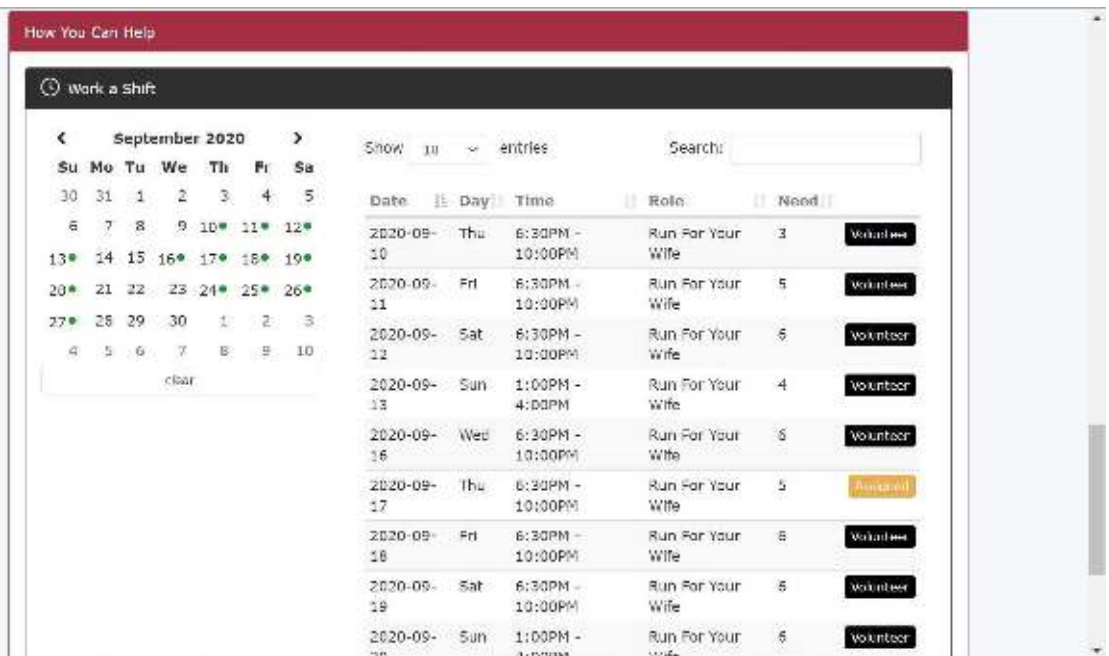 How You Can Help
Work a Shift
September 2020
Su Mo Tu We Th Fr Sa
30 31 1 2 3 4 5
6 7 8 9 10 11 12
13 14 15 16 17 18 19
20 21 22 23 24 25 26
27 28 29 30 1 2 3
4 5 6 7 8 9 10
clear
Show 10 entries
Search:
Date Day Time Role Need
2020-09- Thu 6:30PM - Run For Your 3 Volunteer
10 10:00PM Wife
2020-09- Fri 6:30PM - Run For Your 5 Volunteer
11 10:00PM Wife
2020-09- Sat 6:30PM - Run For Your 6 Volunteer
12 10:00PM Wife
2020-09- Sun 1:00PM - Run For Your 4 Volunteer
13 4:00PM Wife
2020-09- Wed 6:30PM - Run For Your 6 Volunteer
16 10:00PM Wife
2020-09- Thu 6:30PM - Run For Your 5 Assigned
17 10:00PM Wife
2020-09- Fri 6:30PM - Run For Your 6 Volunteer
18 10:00PM Wife
2020-09- Sat 6:30PM - Run For Your 6 Volunteer
19 10:00PM Wife
2020-09- Sun 1:00PM - Run For Your 6 Volunteer